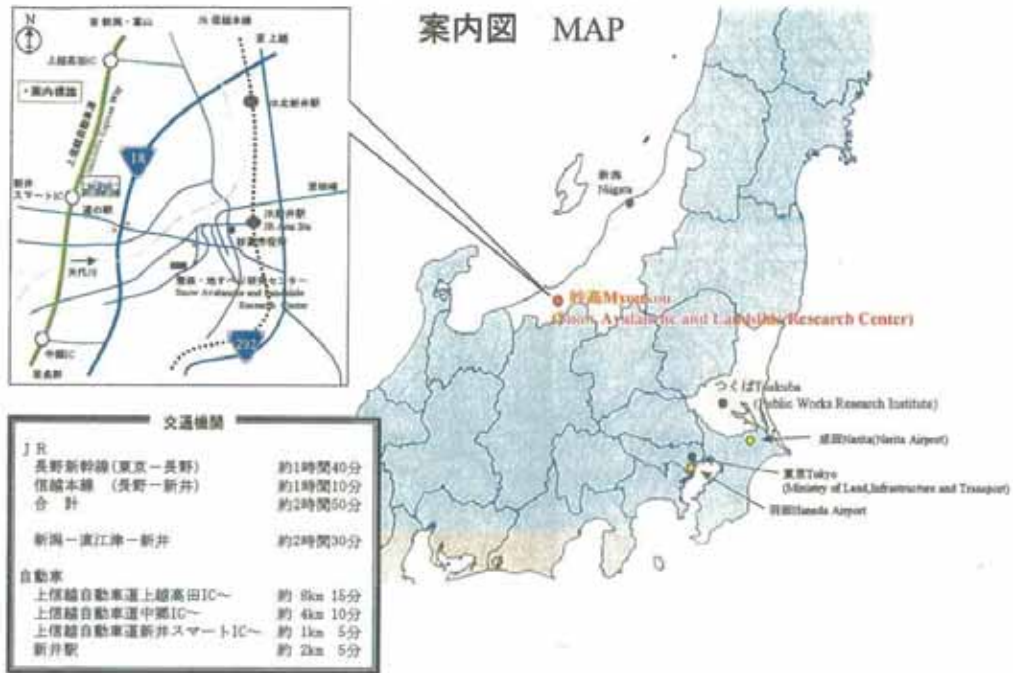 案内図 MAP
N
至 新潟・富山
JR 信越本線
至 上越
上越高田IC
・案内標識
上信越自動車道
JR北新井駅
18
新井
スマートIC
道の駅
JR新井駅
JR Arai Sta
妙高市役所
矢代川
雪崩・地すべり研究センター
Snow Avalanche and Landslide
Research Center
中郷IC
至長野
292
新潟
Niigata
妙高Myoukou
(Snow Avalanche and Landslide Research Center)
つくばTsukuba
(Public Works Research Institute)
成田Narita(Narita Airport)
東京Tokyo
(Ministry of Land,Infrastructure and Transport)
羽田Haneda Airport
交通機関
JR
長野新幹線(東京－長野) 約1時間40分
信越本線 (長野－新井) 約1時間10分
合 計 約2時間50分
新潟－直江津－新井 約2時間30分
自動車
上信越自動車道上越高田IC～ 約 8km 15分
上信越自動車道中郷IC～ 約 4km 10分
上信越自動車道新井スマートIC～ 約 1km 5分
新井駅 約 2km 5分